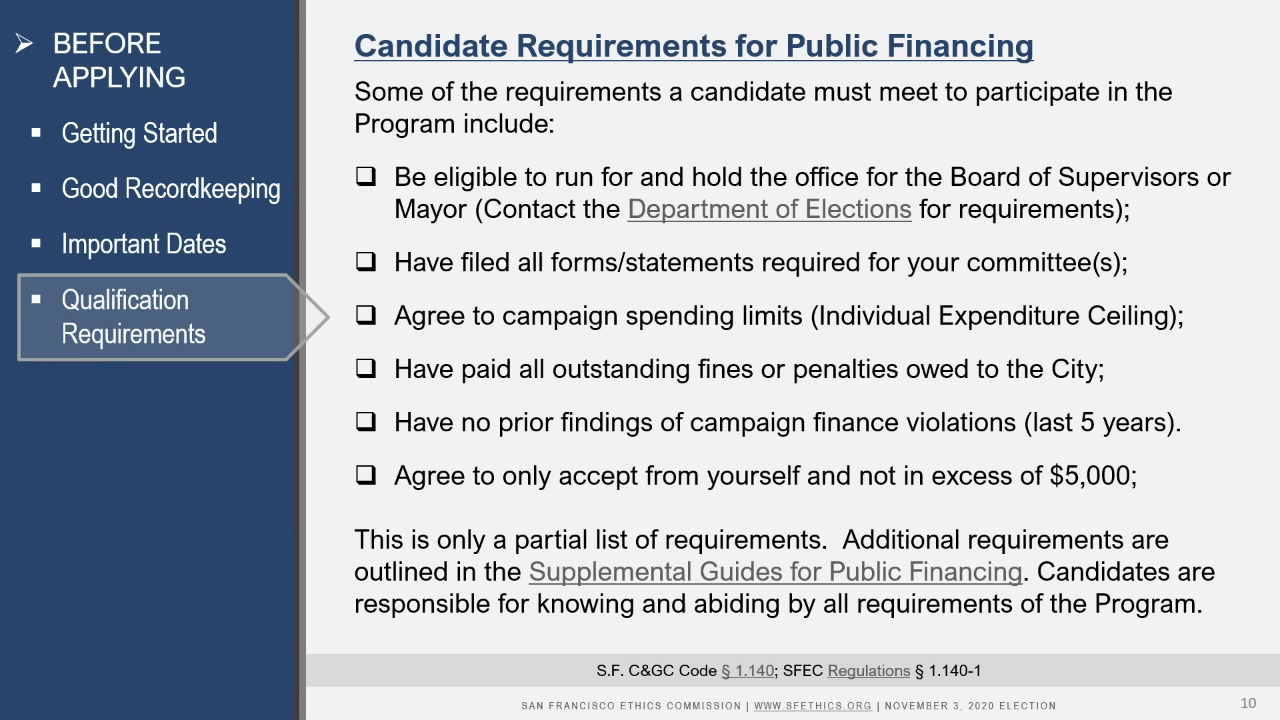 BEFORE
APPLYING
Getting Started
Good Recordkeeping
Important Dates
Qualification
Requirements
Candidate Requirements for Public Financing
Some of the requirements a candidate must meet to participate in the
Program include:
Be eligible to run for and hold the office for the Board of Supervisors or
Mayor (Contact the Department of Elections for requirements);
Have filed all forms/statements required for your committee(s);
Agree to campaign spending limits (Individual Expenditure Ceiling);
Have paid all outstanding fines or penalties owed to the City;
Have no prior findings of campaign finance violations (last 5 years).
Agree to only accept from yourself and not in excess of $5,000;
This is only a partial list of requirements.  Additional requirements are
outlined in the Supplemental Guides for Public Financing. Candidates are
responsible for knowing and abiding by all requirements of the Program.
S.F. C&GC Code § 1.140; SFEC Regulations § 1.140-1
SAN FRANCISCO ETHICS COMMISSION | WWW.SFETHICS.ORG | NOVEMBER 3, 2020 ELECTION
10